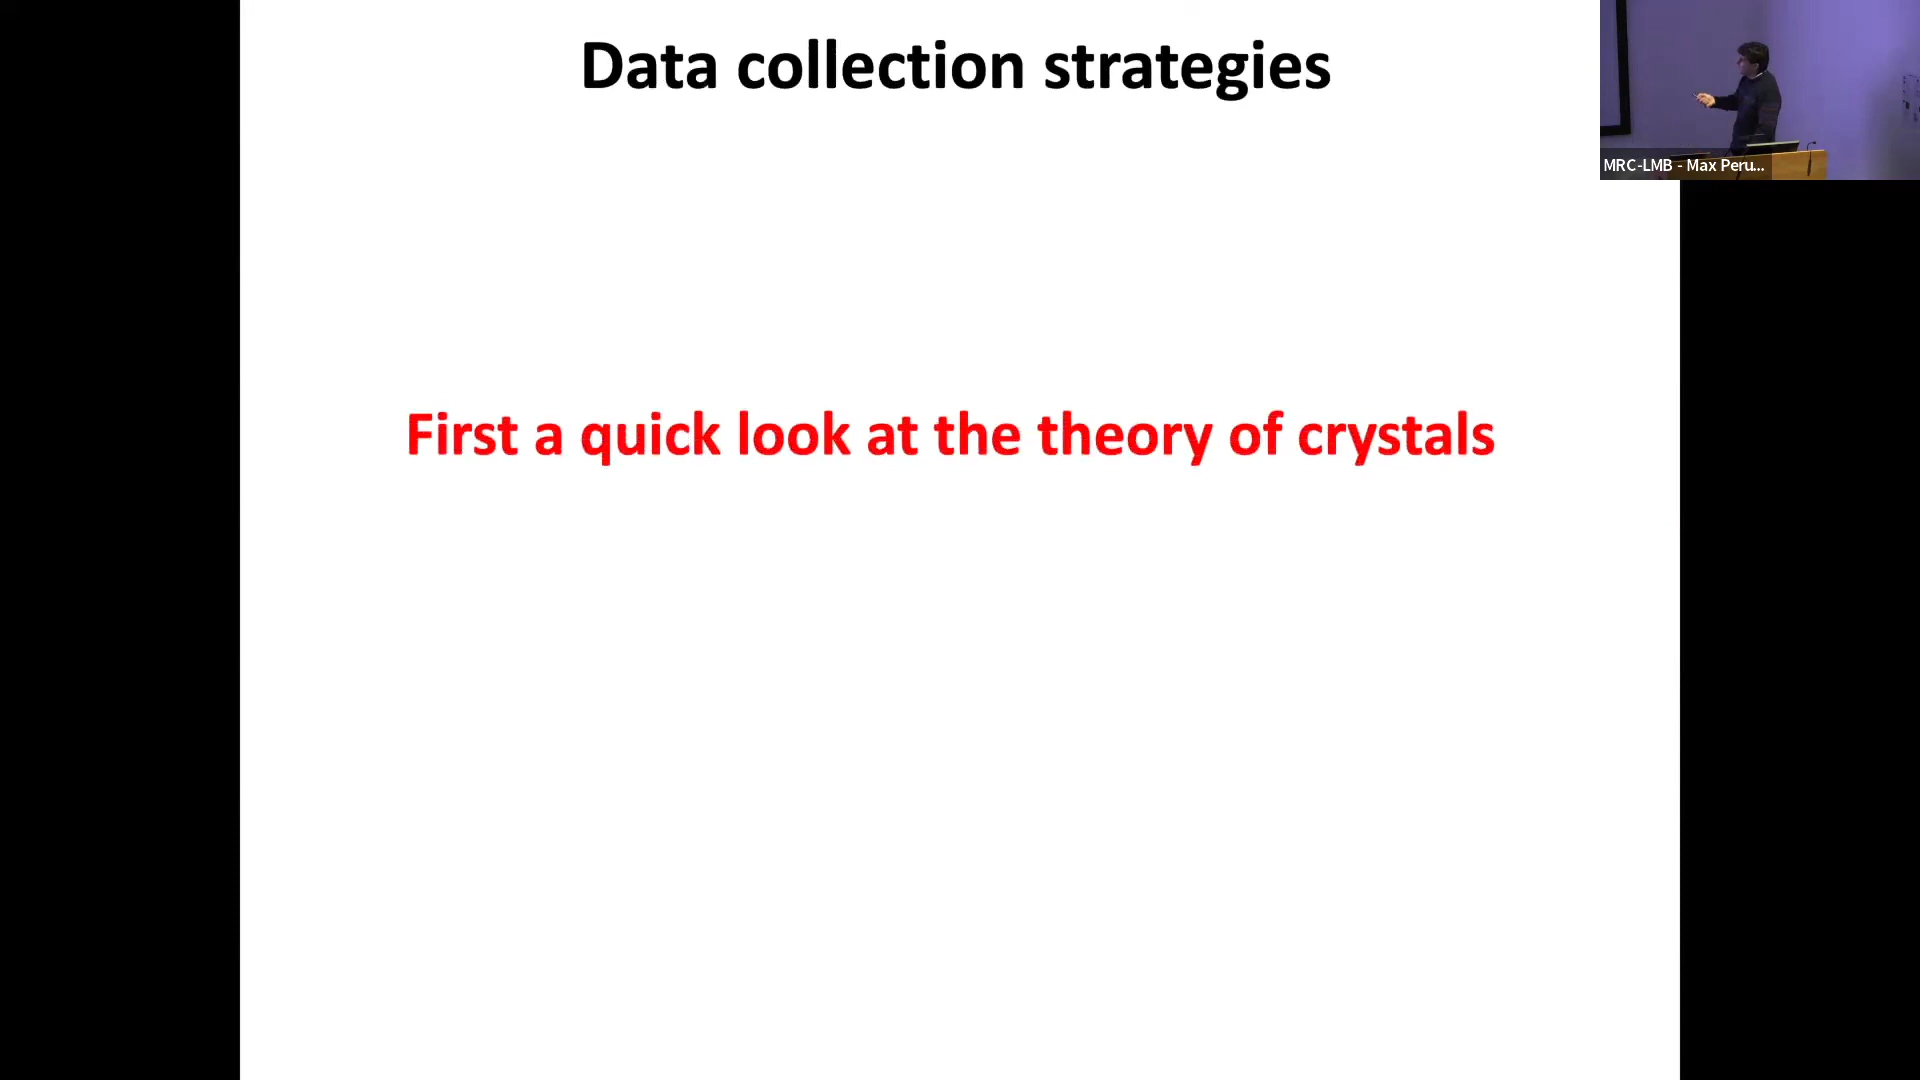 Data collection strategies
MRC-LMB - Max Peru...
First a quick look at the theory of crystals